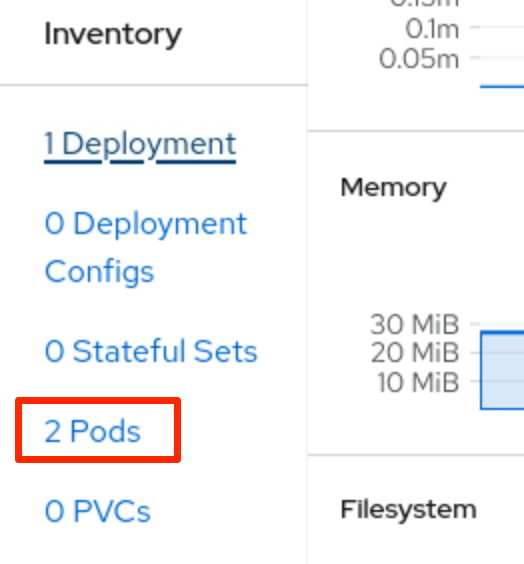 Inventory
1 Deployment
0 Deployment
Configs
0 Stateful Sets
2 Pods
0 PVCs
0.1m
0.05m
Memory
30 MiB
20 MiB
10 MiB
Filesystem